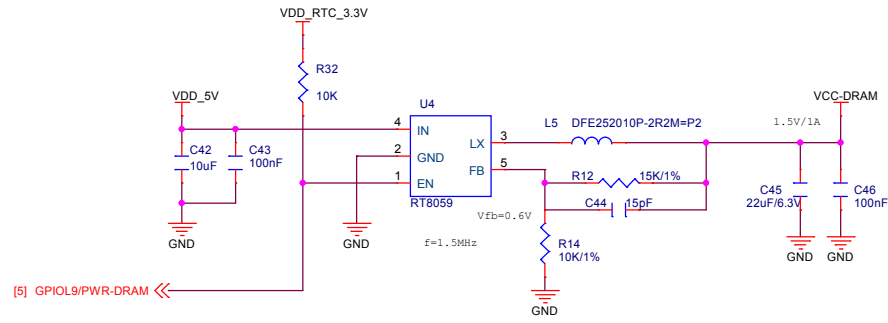 VDD_RTC_3.3V
R32
10K
VDD_5V
U4
VCC-DRAM
L5 DFE252010P-2R2M=P2
1.5V/1A
4 IN
LX 3
C42
10uF
C43
100nF
2 GND
FB 5
1 EN
R12 15K/1%
RT8059
C44 15pF
C45
22uF/6.3V
C46
100nF
Vfb=0.6V
f=1.5MHz
R14
10K/1%
GND
GND
GND
GND
GND
[5] GPIOL9/PWR-DRAM